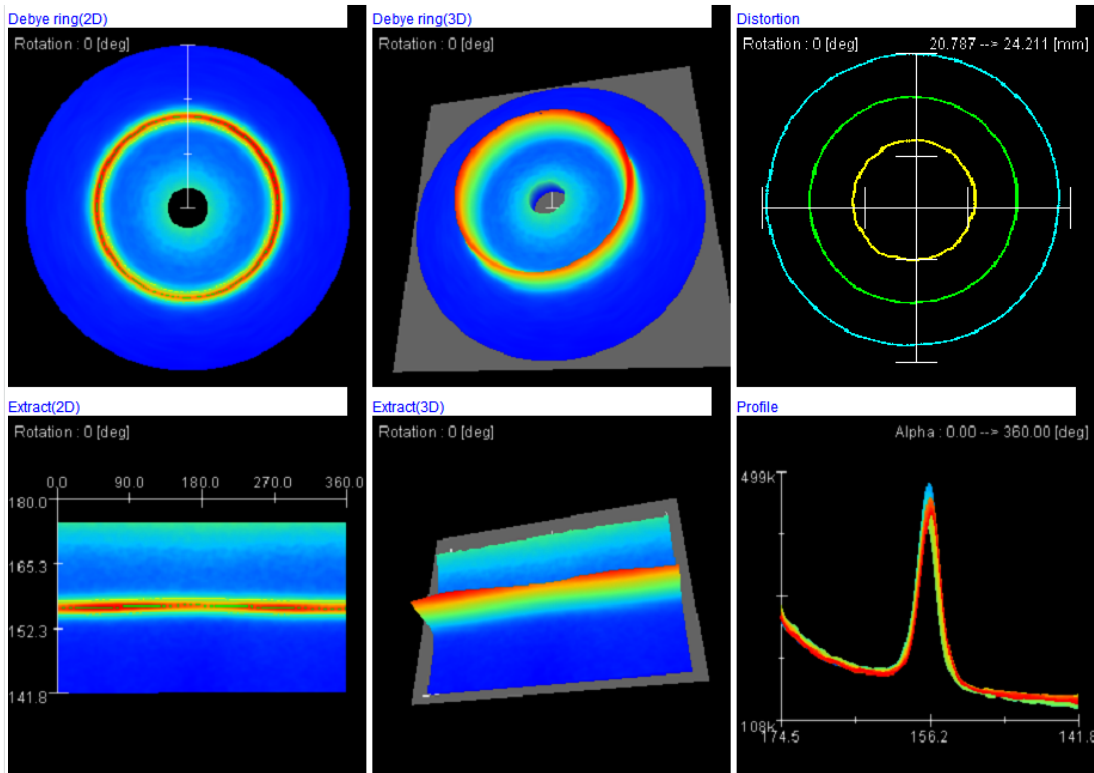 Debye ring(2D)
Rotation : 0 [deg]
Debye ring(3D)
Rotation : 0 [deg]
Distortion
Rotation : 0 [deg]
20.787 --> 24.211 [mm]
Extract(2D)
Rotation : 0 [deg]
0.0 90.0 180.0 270.0 360.0
180.0
165.3
152.3
141.8
Extract(3D)
Rotation : 0 [deg]
Profile
Alpha : 0.00 --> 360.00 [deg]
499k
108k
174.5 156.2 141.8